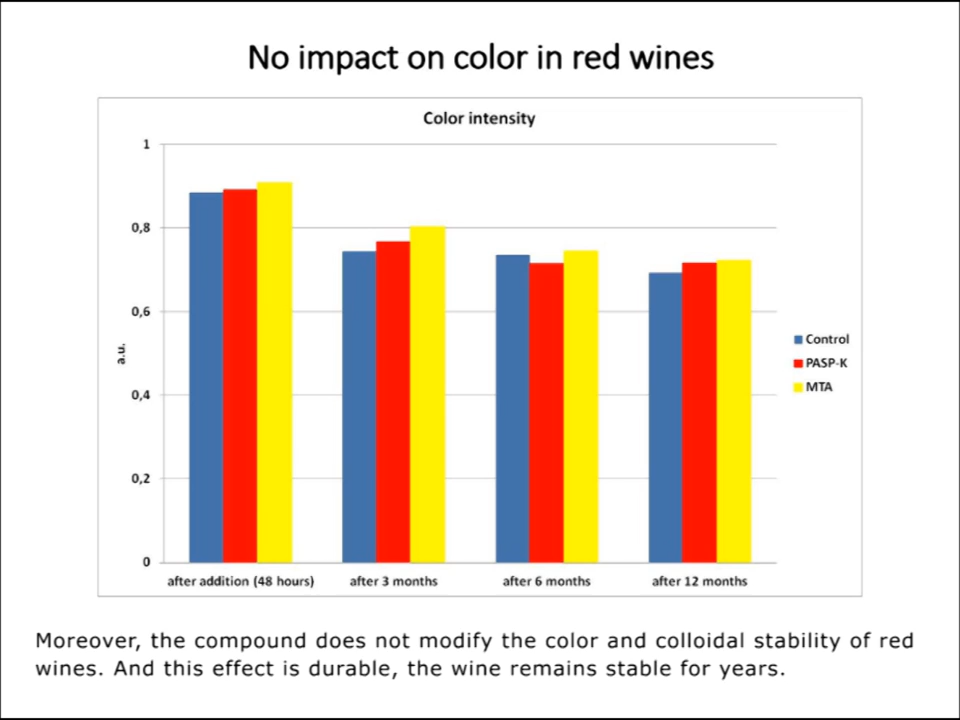 No impact on color in red wines
Color intensity
1
0,8
0,6
0,4
0,2
0
a.u.
after addition (48 hours)
after 3 months
after 6 months
after 12 months
Control
PASP-K
MTA
Moreover, the compound does not modify the color and colloidal stability of red
wines. And this effect is durable, the wine remains stable for years.